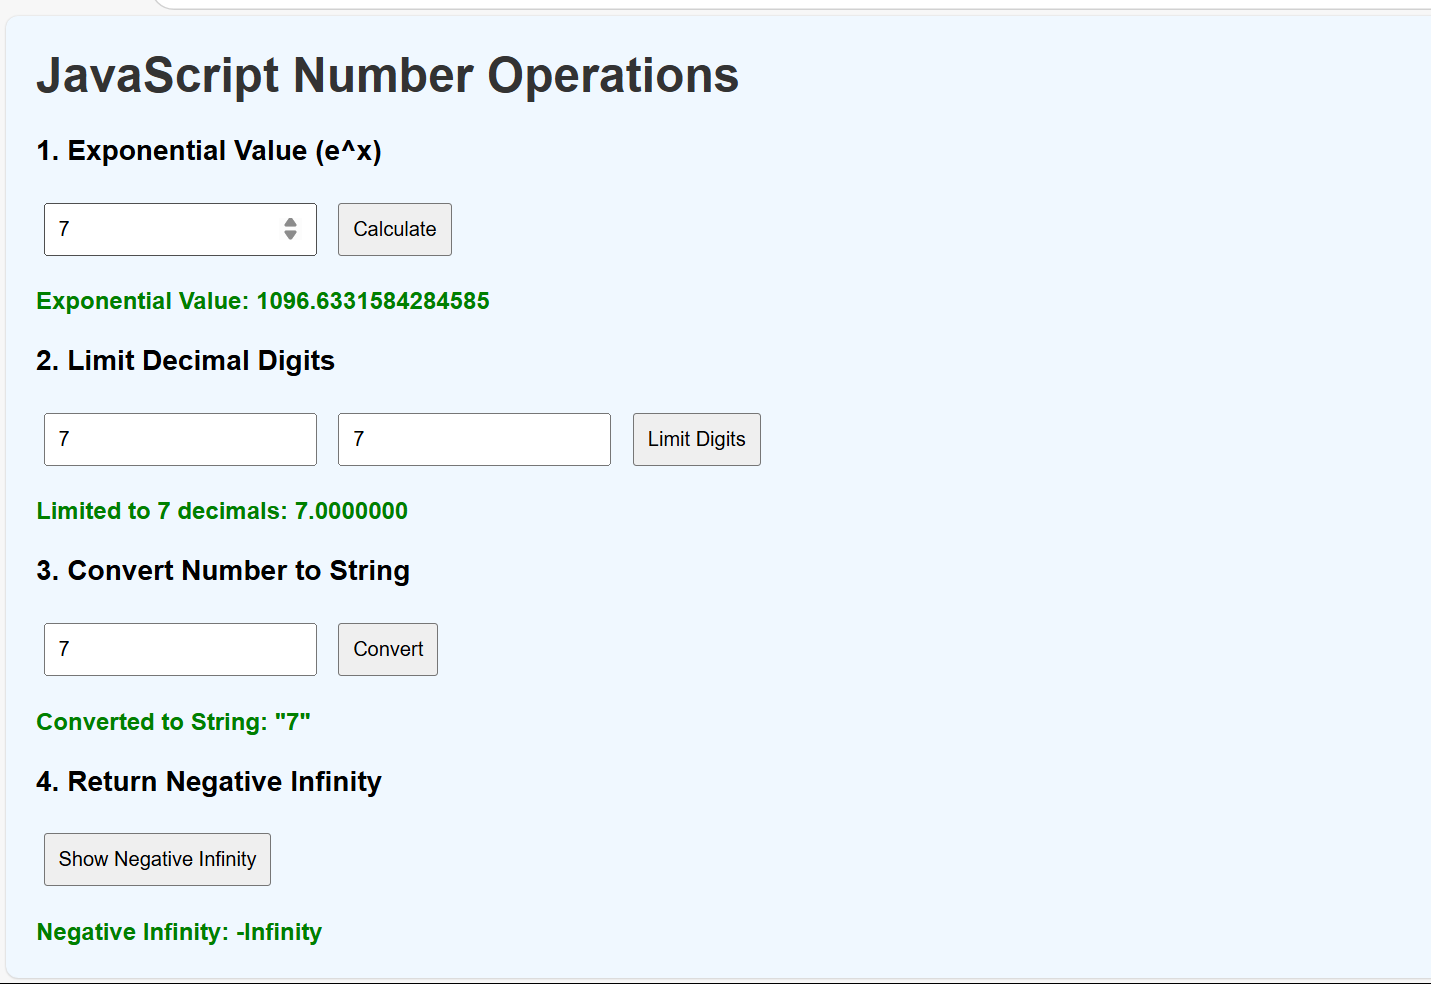 JavaScript Number Operations
1. Exponential Value (e^x)
7 Calculate
Exponential Value: 1096.6331584284585
2. Limit Decimal Digits
7 7 Limit Digits
Limited to 7 decimals: 7.0000000
3. Convert Number to String
7 Convert
Converted to String: "7"
4. Return Negative Infinity
Show Negative Infinity
Negative Infinity: -Infinity